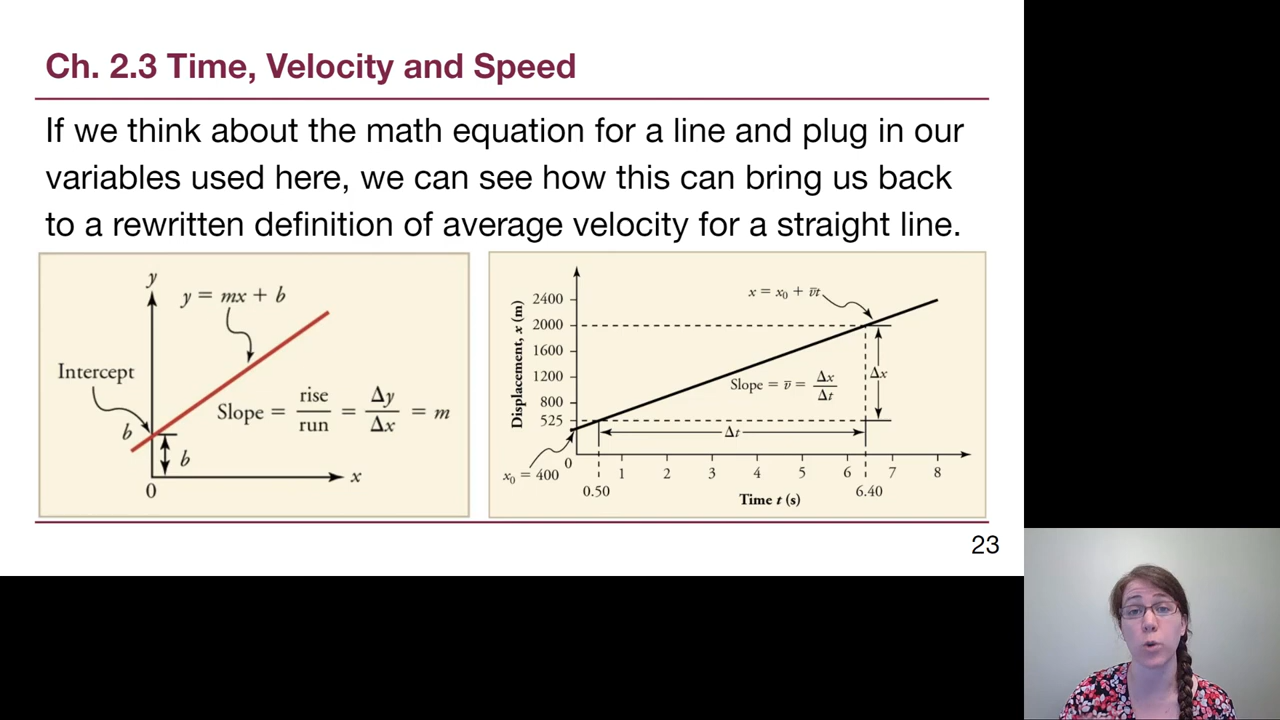 Ch. 2.3 Time, Velocity and Speed
If we think about the math equation for a line and plug in our
variables used here, we can see how this can bring us back
to a rewritten definition of average velocity for a straight line.
y
y = mx + b
Intercept
Slope = rise/run = Δy/Δx = m
b
b
x
0
Displacement, x (m)
2400
2000
1600
1200
800
525
x = x₀ + v̄t
Δx
Slope = v̄ = Δx/Δt
Δt
x₀ = 400
0
1 2 3 4 5 6 7 8
0.50
6.40
Time t (s)
23